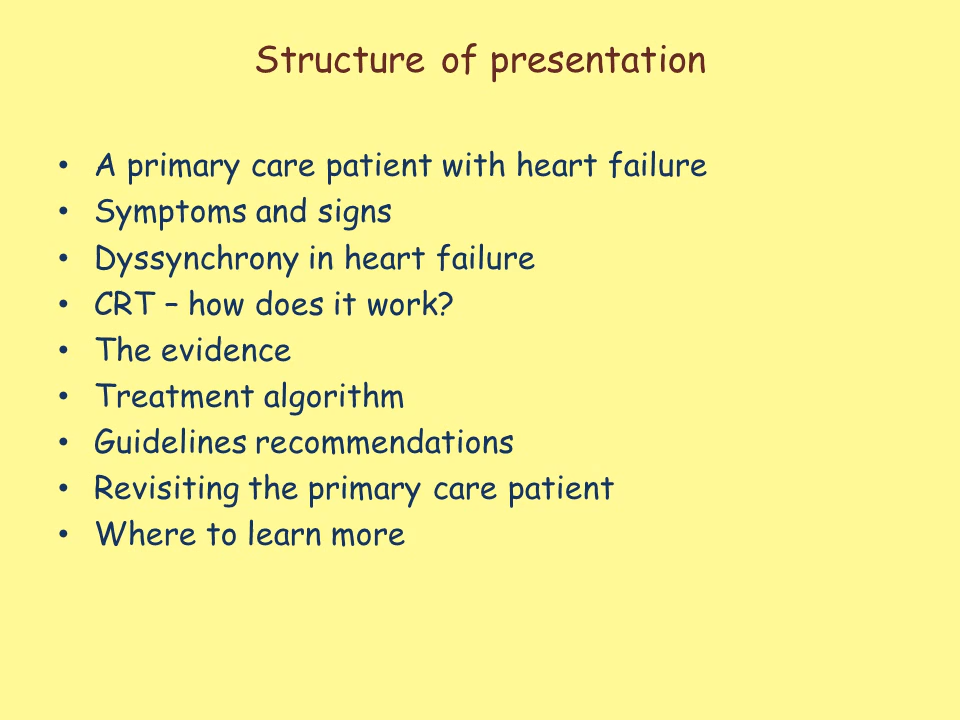 Structure of presentation
• A primary care patient with heart failure
• Symptoms and signs
• Dyssynchrony in heart failure
• CRT – how does it work?
• The evidence
• Treatment algorithm
• Guidelines recommendations
• Revisiting the primary care patient
• Where to learn more